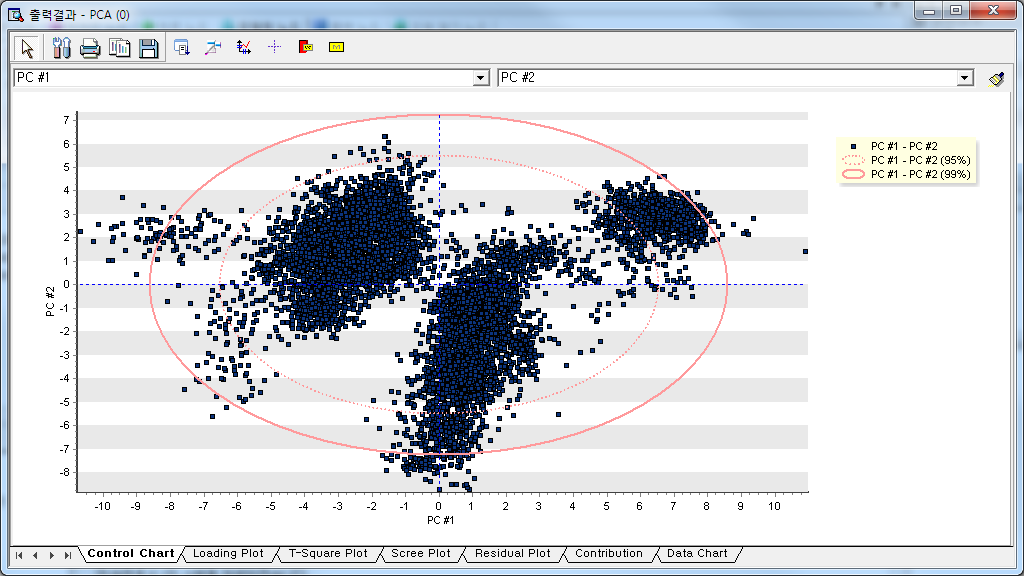 출력결과 - PCA (0)
PC #1
PC #2
7
6
5
4
3
2
1
0
-1
-2
-3
-4
-5
-6
-7
-8
PC #2
-10 -9 -8 -7 -6 -5 -4 -3 -2 -1 0 1 2 3 4 5 6 7 8 9 10
PC #1
PC #1 - PC #2
PC #1 - PC #2 (95%)
PC #1 - PC #2 (99%)
Control Chart Loading Plot T-Square Plot Scree Plot Residual Plot Contribution Data Chart